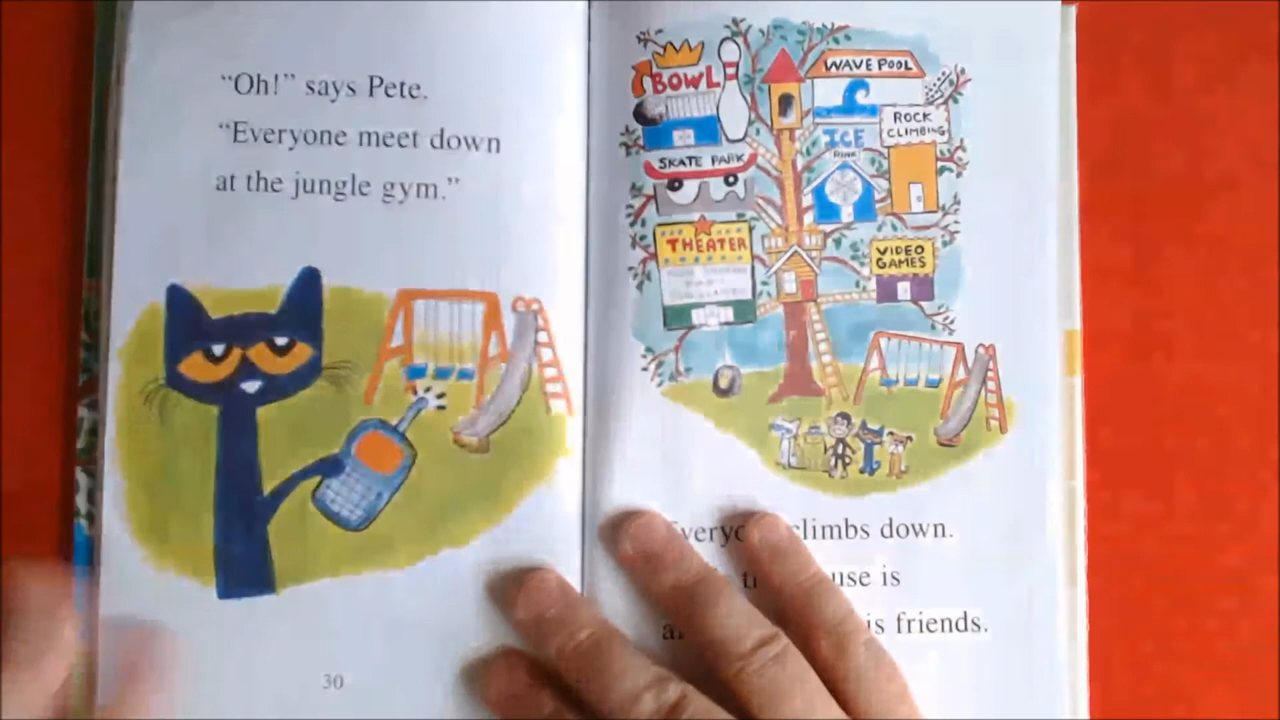 “Oh!” says Pete.
“Everyone meet down
at the jungle gym.”
30
BOWL
WAVE POOL
ROCK
CLIMBING
ICE
RINK
SKATE PARK
THEATER
VIDEO
GAMES
climbs down.
is
friends.